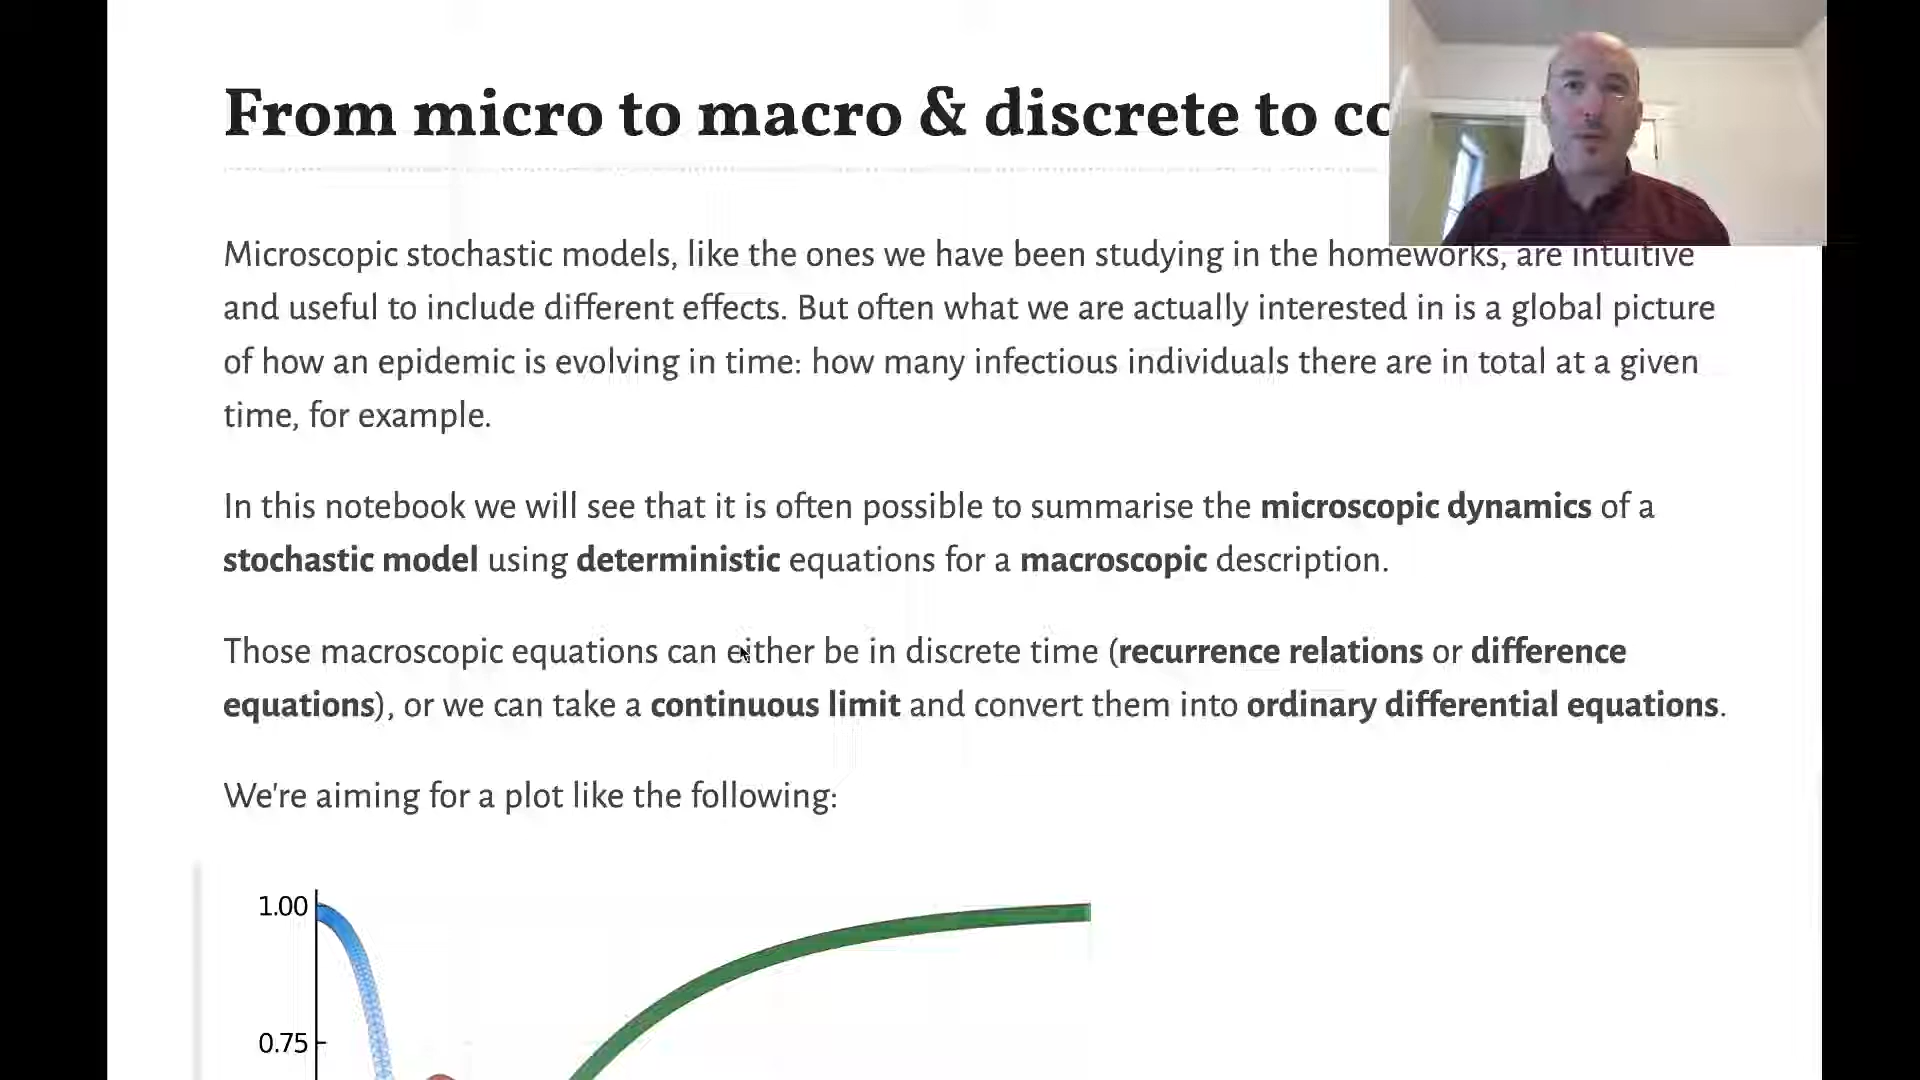 From micro to macro & discrete to co
Microscopic stochastic models, like the ones we have been studying in the homeworks, are intuitive
and useful to include different effects. But often what we are actually interested in is a global picture
of how an epidemic is evolving in time: how many infectious individuals there are in total at a given
time, for example.
In this notebook we will see that it is often possible to summarise the microscopic dynamics of a
stochastic model using deterministic equations for a macroscopic description.
Those macroscopic equations can either be in discrete time (recurrence relations or difference
equations), or we can take a continuous limit and convert them into ordinary differential equations.
We're aiming for a plot like the following:
1.00
0.75